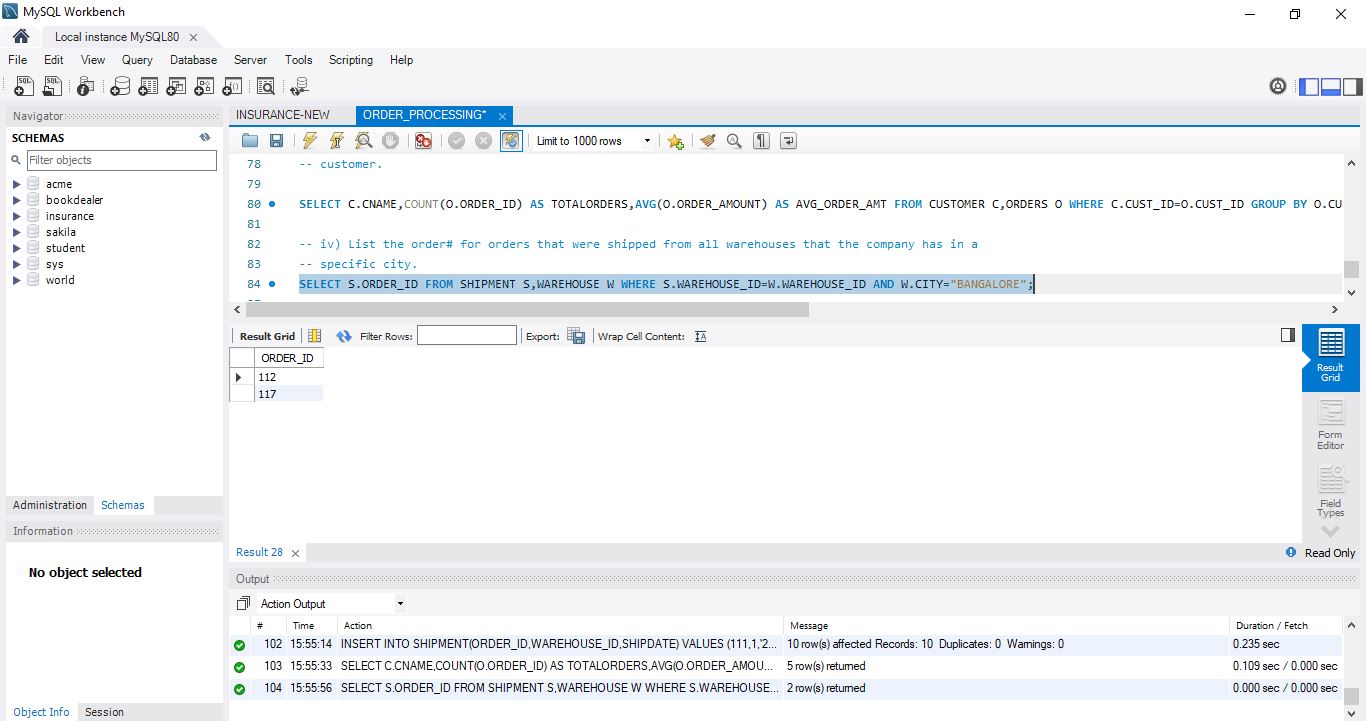 MySQL Workbench
Local instance MySQL80
File Edit View Query Database Server Tools Scripting Help
Navigator
SCHEMAS
Filter objects
acme
bookdealer
insurance
sakila
student
sys
world
Administration Schemas
Information
No object selected
Object Info Session
INSURANCE-NEW ORDER_PROCESSING*
Limit to 1000 rows
78 -- customer.
79
80 SELECT C.CNAME,COUNT(O.ORDER_ID) AS TOTALORDERS,AVG(O.ORDER_AMOUNT) AS AVG_ORDER_AMT FROM CUSTOMER C,ORDERS O WHERE C.CUST_ID=O.CUST_ID GROUP BY O.CU
81
82 -- iv) List the order# for orders that were shipped from all warehouses that the company has in a
83 -- specific city.
84 SELECT S.ORDER_ID FROM SHIPMENT S,WAREHOUSE W WHERE S.WAREHOUSE_ID=W.WAREHOUSE_ID AND W.CITY="BANGALORE";
Result Grid Filter Rows: Export: Wrap Cell Content:
ORDER_ID
112
117
Result Grid
Form Editor
Field Types
Result 28
Read Only
Output
Action Output
# Time Action Message Duration / Fetch
102 15:55:14 INSERT INTO SHIPMENT(ORDER_ID,WAREHOUSE_ID,SHIPDATE) VALUES (111,1,'2... 10 row(s) affected Records: 10 Duplicates: 0 Warnings: 0 0.235 sec
103 15:55:33 SELECT C.CNAME,COUNT(O.ORDER_ID) AS TOTALORDERS,AVG(O.ORDER_AMOU... 5 row(s) returned 0.109 sec / 0.000 sec
104 15:55:56 SELECT S.ORDER_ID FROM SHIPMENT S,WAREHOUSE W WHERE S.WAREHOUSE... 2 row(s) returned 0.000 sec / 0.000 sec